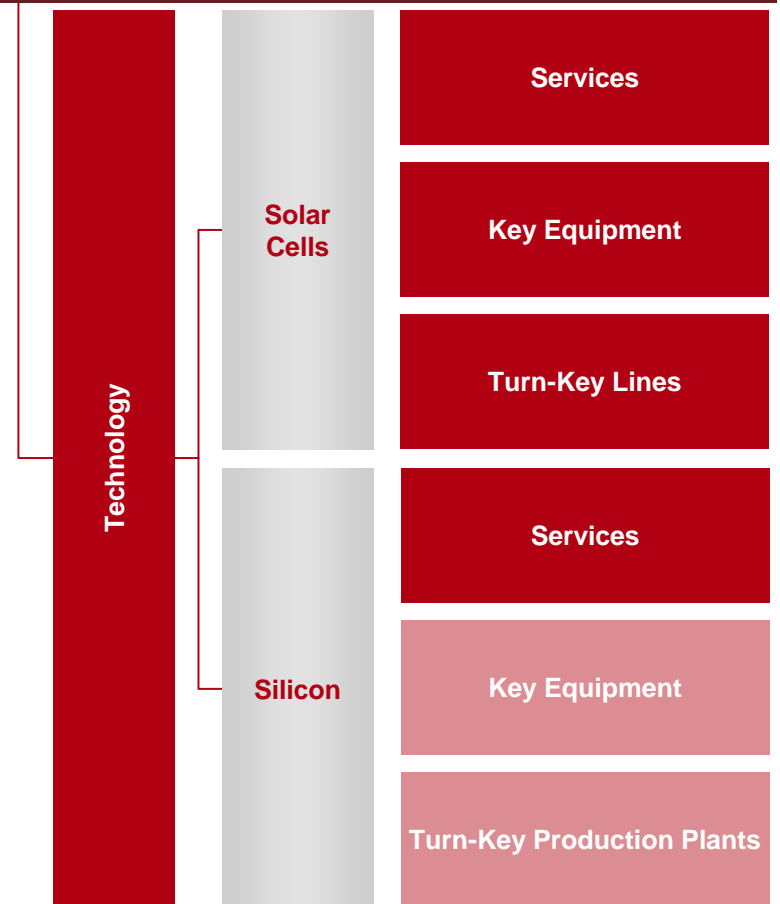 Technology
Solar
Cells
Services
Key Equipment
Turn-Key Lines
Silicon
Services
Key Equipment
Turn-Key Production Plants